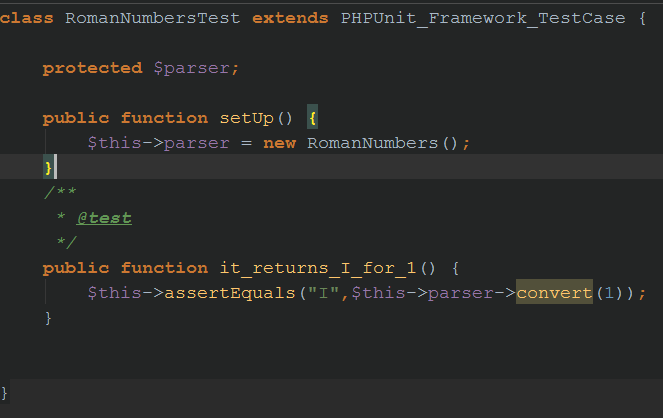 class RomanNumbersTest extends PHPUnit_Framework_TestCase {
protected $parser;
public function setUp() {
$this->parser = new RomanNumbers();
}
/**
* @test
*/
public function it_returns_I_for_1() {
$this->assertEquals("I",$this->parser->convert(1));
}
}